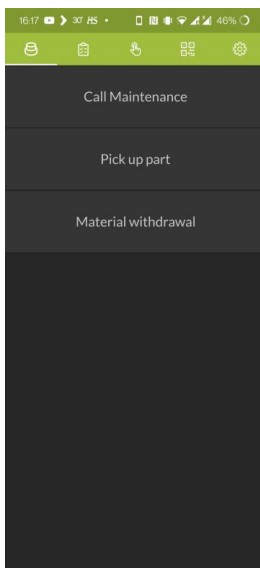 16:17 30' HS • 46%
Call Maintenance
Pick up part
Material withdrawal